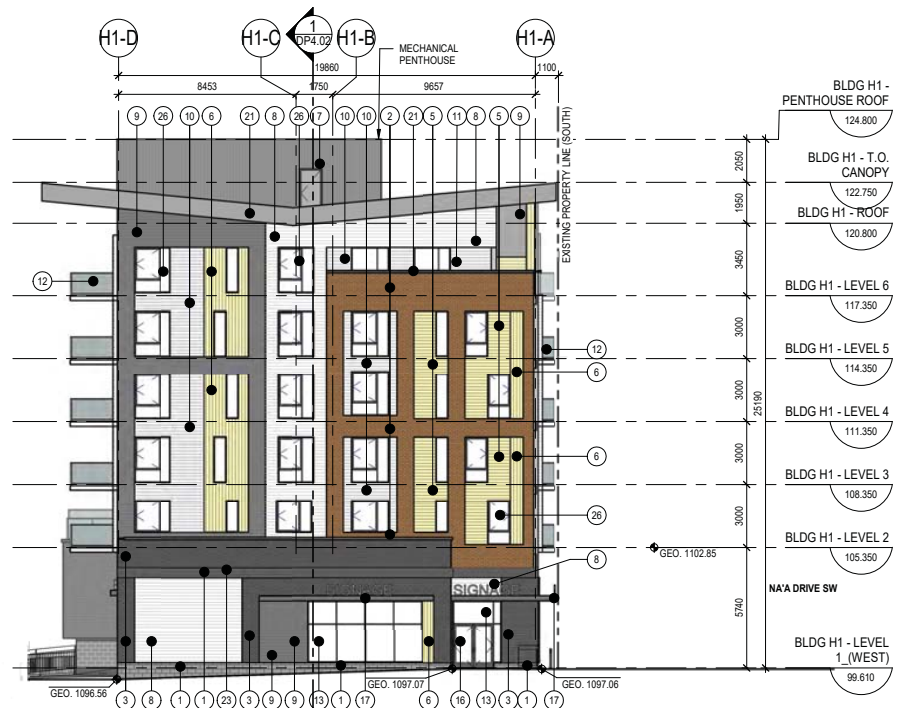 H1-D
H1-C
1
DP4.02
H1-B
H1-A
MECHANICAL
PENTHOUSE
19860
1100
8453
1750
9657
9 26 10 6 21 8 26 7 10 10 2 5 21 5 11 8 5 9
EXISTING PROPERTY LINE (SOUTH)
BLDG H1 -
PENTHOUSE ROOF
124.800
2050
BLDG H1 - T.O.
CANOPY
122.750
1950
BLDG H1 - ROOF
120.800
3450
12
BLDG H1 - LEVEL 6
117.350
3000
12
BLDG H1 - LEVEL 5
114.350
6
3000
25190
BLDG H1 - LEVEL 4
111.350
3000
6
BLDG H1 - LEVEL 3
108.350
3000
26
BLDG H1 - LEVEL 2
105.350
GEO. 1102.85
8
NA'A DRIVE SW
SIGNAGE
SIGNAGE
5740
BLDG H1 - LEVEL
1_(WEST)
99.610
GEO. 1096.56
GEO. 1097.07
GEO. 1097.06
3 8 1 1 23 3 9 9 13 1 17 6 16 13 3 1 17